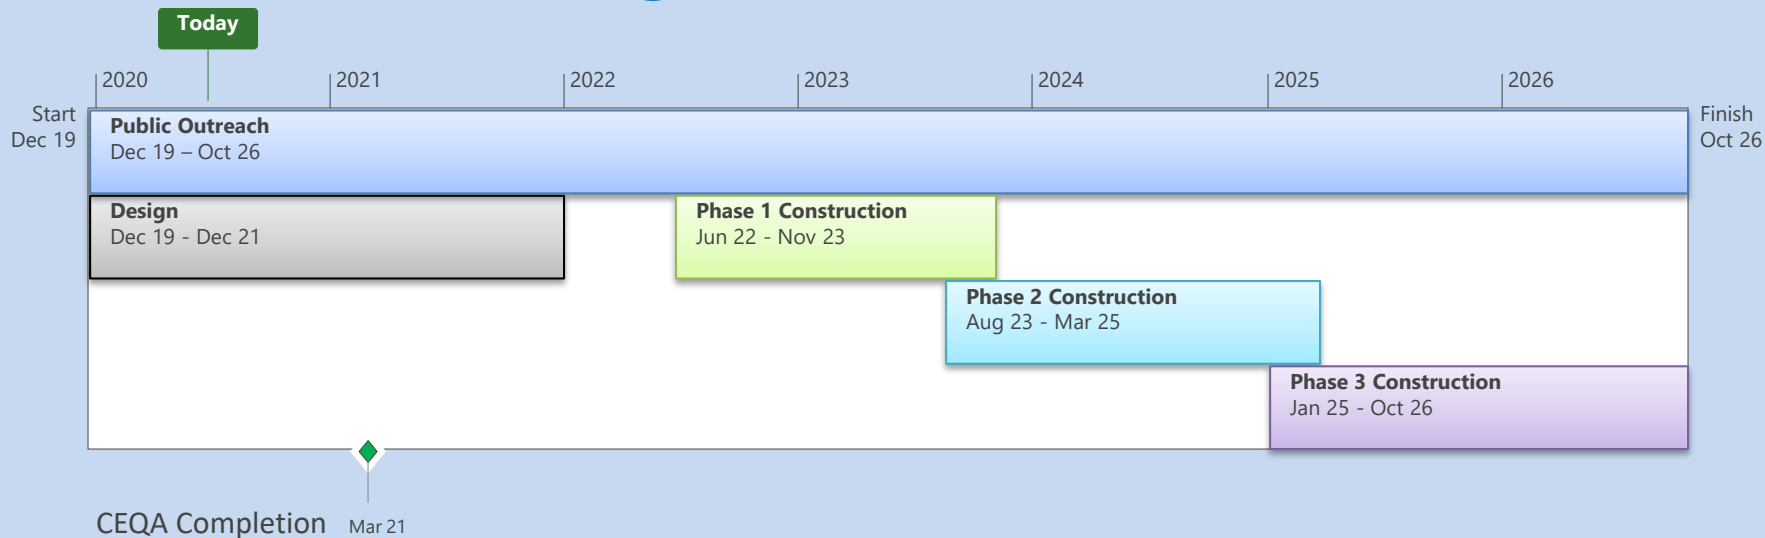 Today
2020
2021
2022
2023
2024
2025
2026
Start
Dec 19
Finish
Oct 26
Public Outreach
Dec 19 – Oct 26
Design
Dec 19 - Dec 21
Phase 1 Construction
Jun 22 - Nov 23
Phase 2 Construction
Aug 23 - Mar 25
Phase 3 Construction
Jan 25 - Oct 26
CEQA Completion Mar 21